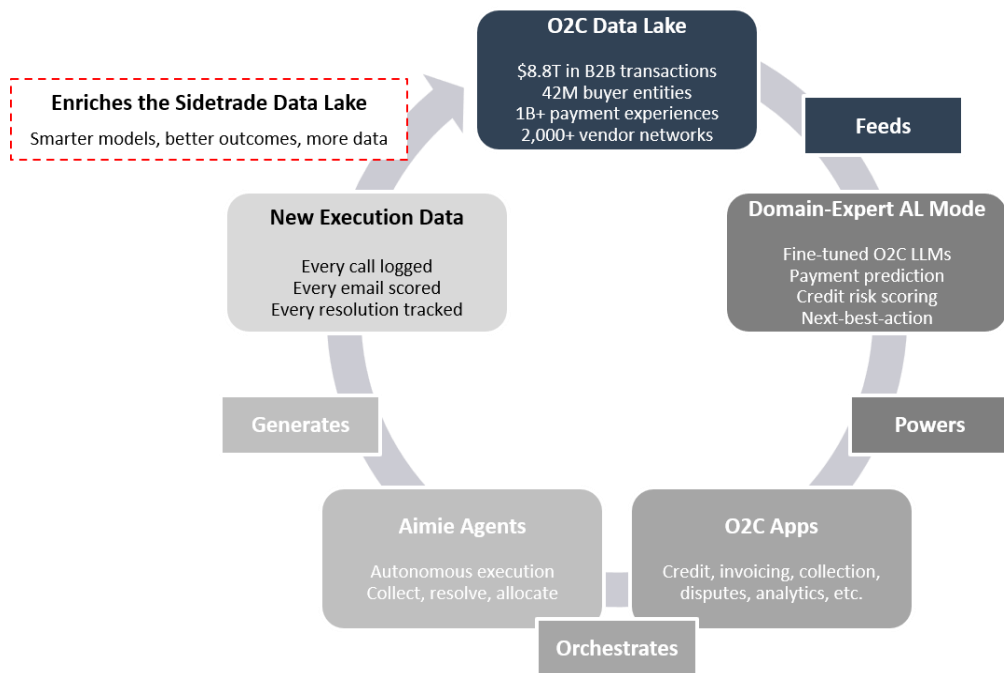 O2C Data Lake
$8.8T in B2B transactions
42M buyer entities
1B+ payment experiences
2,000+ vendor networks
Feeds
Domain-Expert AL Mode
Fine-tuned O2C LLMs
Payment prediction
Credit risk scoring
Next-best-action
Powers
O2C Apps
Credit, invoicing, collection,
disputes, analytics, etc.
Orchestrates
Aimie Agents
Autonomous execution
Collect, resolve, allocate
Generates
New Execution Data
Every call logged
Every email scored
Every resolution tracked
Enriches the Sidetrade Data Lake
Smarter models, better outcomes, more data